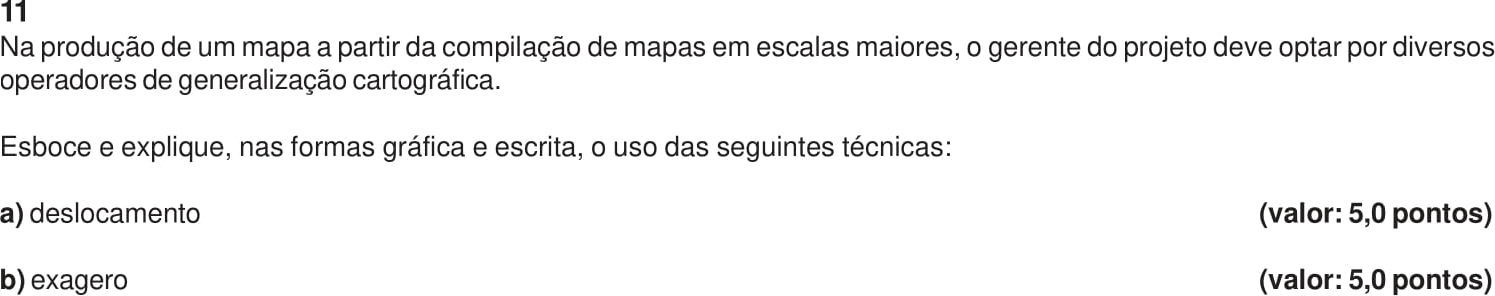 11
Na produção de um mapa a partir da compilação de mapas em escalas maiores, o gerente do projeto deve optar por diversos
operadores de generalização cartográfica.
Esboce e explique, nas formas gráfica e escrita, o uso das seguintes técnicas:
a) deslocamento (valor: 5,0 pontos)
b) exagero (valor: 5,0 pontos)